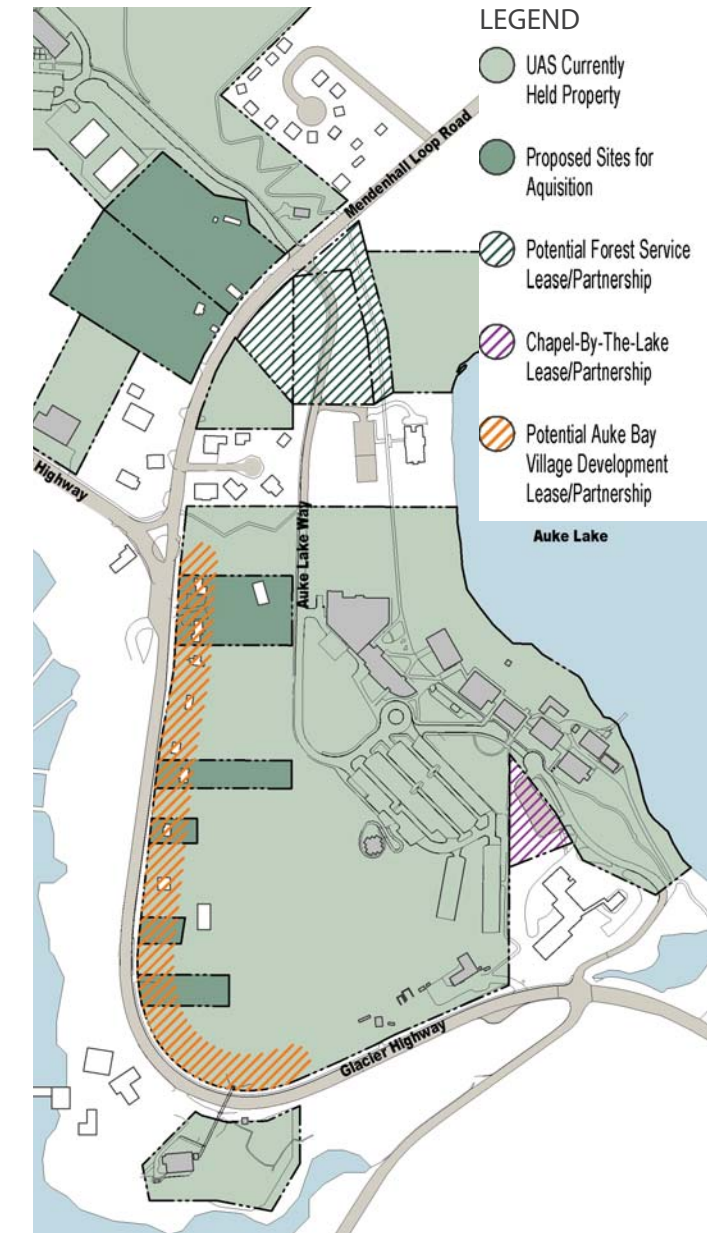 LEGEND
UAS Currently
Held Property
Proposed Sites for
Aquisition
Potential Forest Service
Lease/Partnership
Chapel-By-The-Lake
Lease/Partnership
Potential Auke Bay
Village Development
Lease/Partnership
Mendenhall Loop Road
Highway
Auke Lake Way
Auke Lake
Glacier Highway